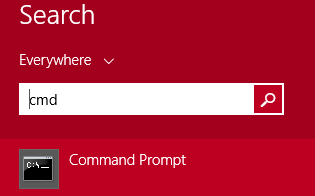 Search
Everywhere
cmd
C:\.
Command Prompt